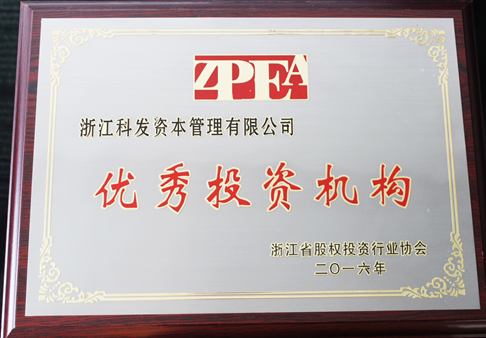 ZPEA
浙江科发资本管理有限公司
优秀投资机构
浙江省股权投资行业协会
二〇一六年